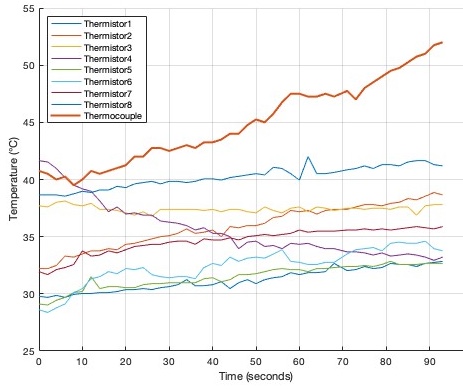 55
50
45
40
35
30
25
Temperature (°C)
Thermistor1
Thermistor2
Thermistor3
Thermistor4
Thermistor5
Thermistor6
Thermistor7
Thermistor8
Thermocouple
0 10 20 30 40 50 60 70 80 90
Time (seconds)